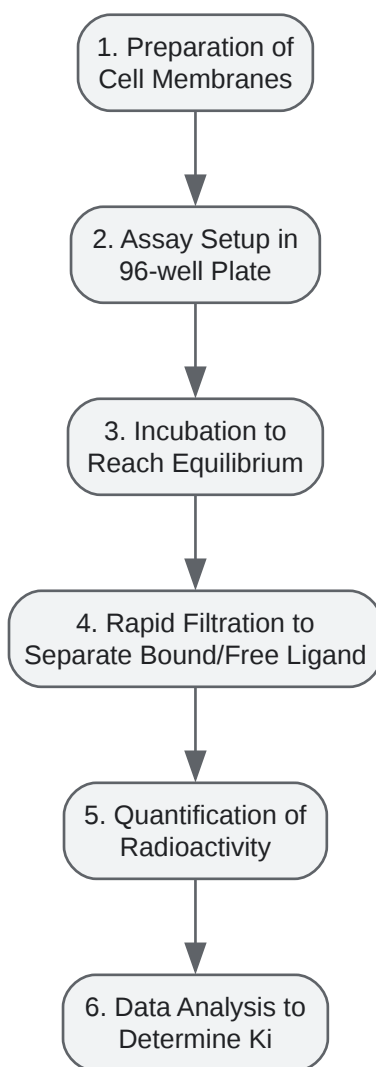 1. Preparation of
Cell Membranes
2. Assay Setup in
96-well Plate
3. Incubation to
Reach Equilibrium
4. Rapid Filtration to
Separate Bound/Free Ligand
5. Quantification of
Radioactivity
6. Data Analysis to
Determine Ki